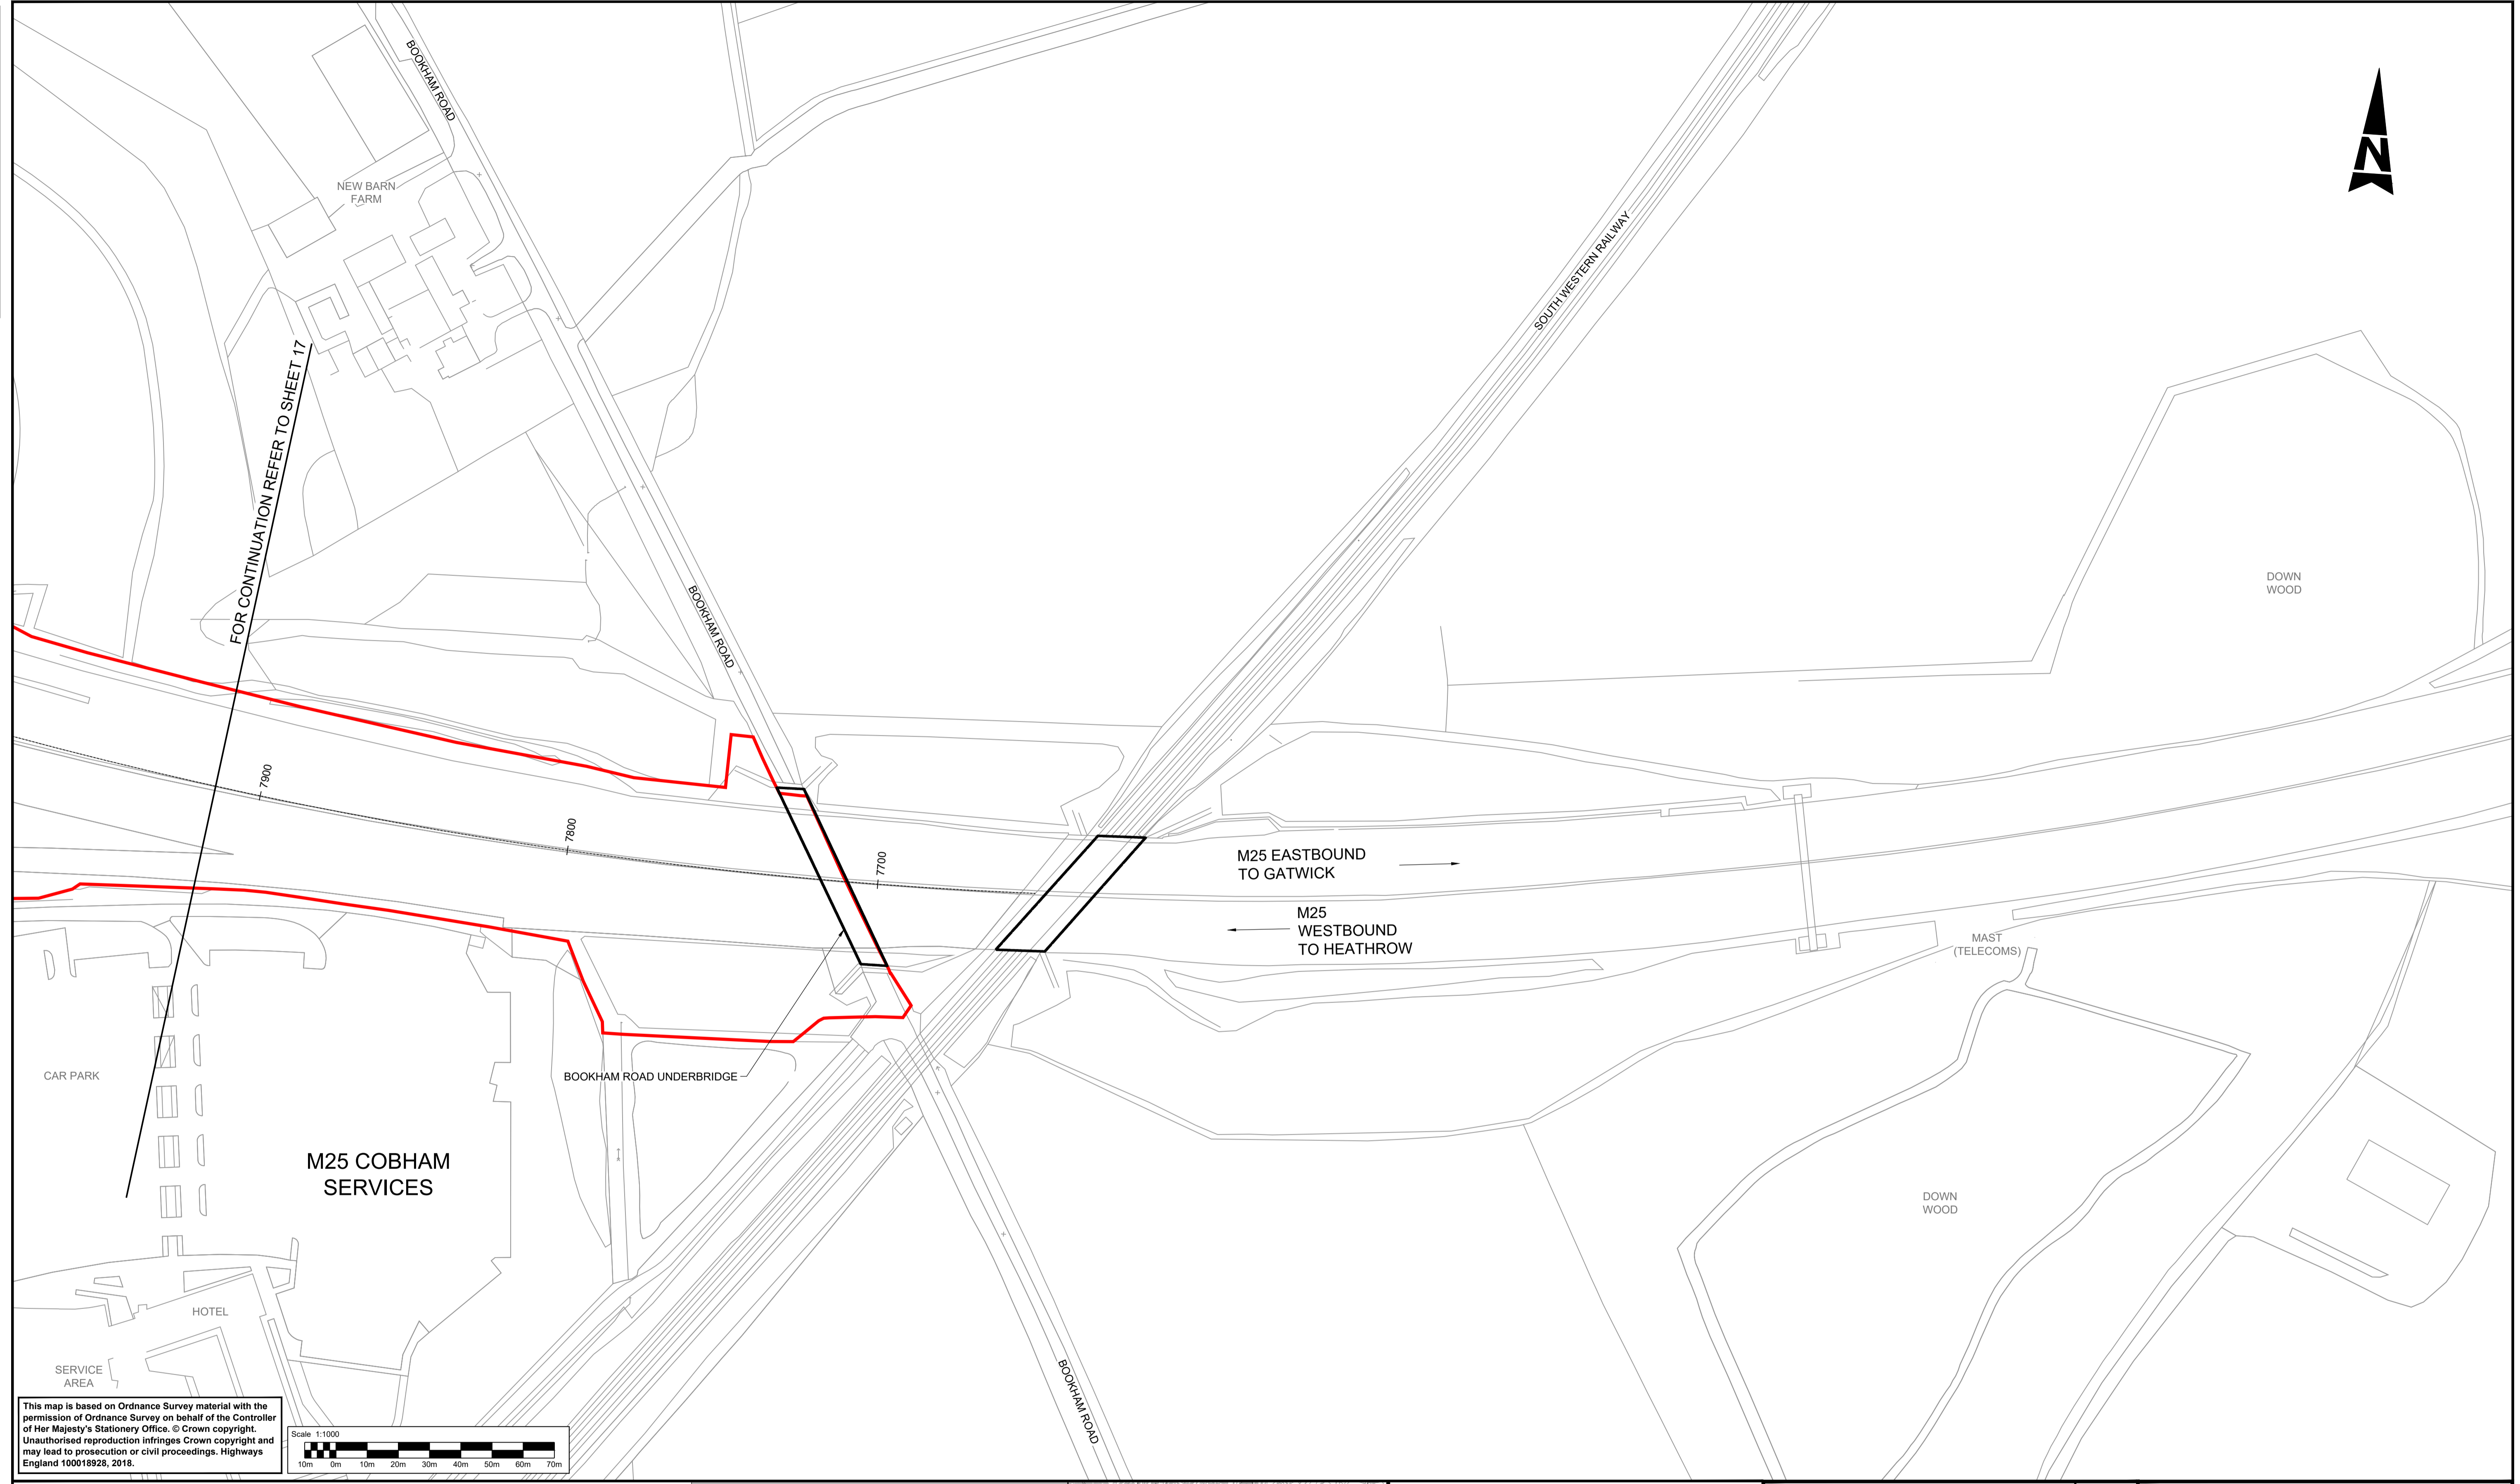 BOOKHAM ROAD
N
NEW BARN
FARM
SOUTH WESTERN RAILWAY
FOR CONTINUATION REFER TO SHEET 17
DOWN
WOOD
BOOKHAM ROAD
7900
7800
7700
M25 EASTBOUND
TO GATWICK
M25
WESTBOUND
TO HEATHROW
MAST
(TELECOMS)
CAR PARK
BOOKHAM ROAD UNDERBRIDGE
M25 COBHAM
SERVICES
DOWN
WOOD
HOTEL
SERVICE
AREA
BOOKHAM ROAD
This map is based on Ordnance Survey material with the
permission of Ordnance Survey on behalf of the Controller
of Her Majesty's Stationery Office. © Crown copyright.
Unauthorised reproduction infringes Crown copyright and
may lead to prosecution or civil proceedings. Highways
England 100018928, 2018.
Scale 1:1000
10m 0m 10m 20m 30m 40m 50m 60m 70m